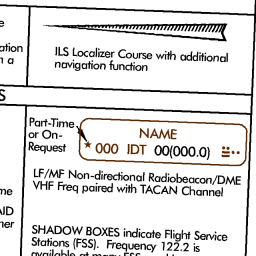 e
ation
n a
ILS Localizer Course with additional
navigation function
S
Part-Time
or On-
Request
NAME
000 IDT 00(000.0)
LF/MF Non-directional Radiobeacon/DME
VHF Freq paired with TACAN Channel
me
AID
her
SHADOW BOXES indicate Flight Service
Stations (FSS). Frequency 122.2 is
available at many FSS